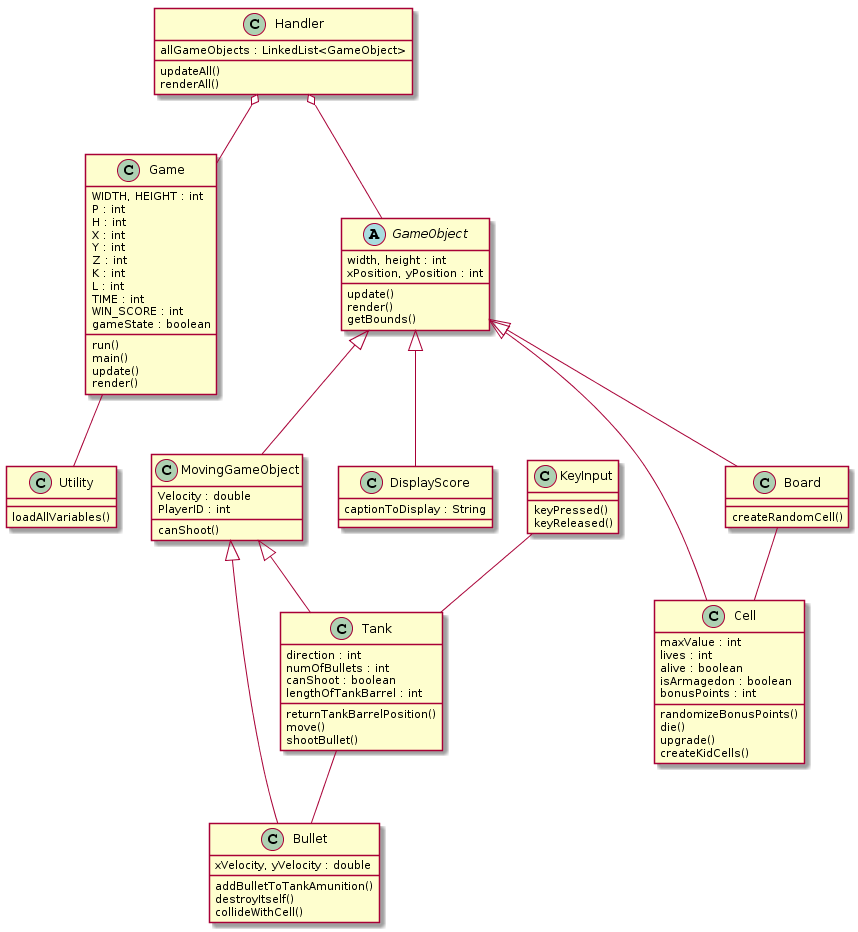 C Handler
allGameObjects : LinkedList<GameObject>
updateAll()
renderAll()
C Game
WIDTH, HEIGHT : int
P : int
H : int
X : int
Y : int
Z : int
K : int
L : int
TIME : int
WIN_SCORE : int
gameState : boolean
run()
main()
update()
render()
A GameObject
width, height : int
xPosition, yPosition : int
update()
render()
getBounds()
C Utility
loadAllVariables()
C MovingGameObject
Velocity : double
PlayerID : int
canShoot()
C DisplayScore
captionToDisplay : String
C KeyInput
keyPressed()
keyReleased()
C Board
createRandomCell()
C Tank
direction : int
numOfBullets : int
canShoot : boolean
lengthOfTankBarrel : int
returnTankBarrelPosition()
move()
shootBullet()
C Cell
maxValue : int
lives : int
alive : boolean
isArmagedon : boolean
bonusPoints : int
randomizeBonusPoints()
die()
upgrade()
createKidCells()
C Bullet
xVelocity, yVelocity : double
addBulletToTankAmunition()
destroyItself()
collideWithCell()